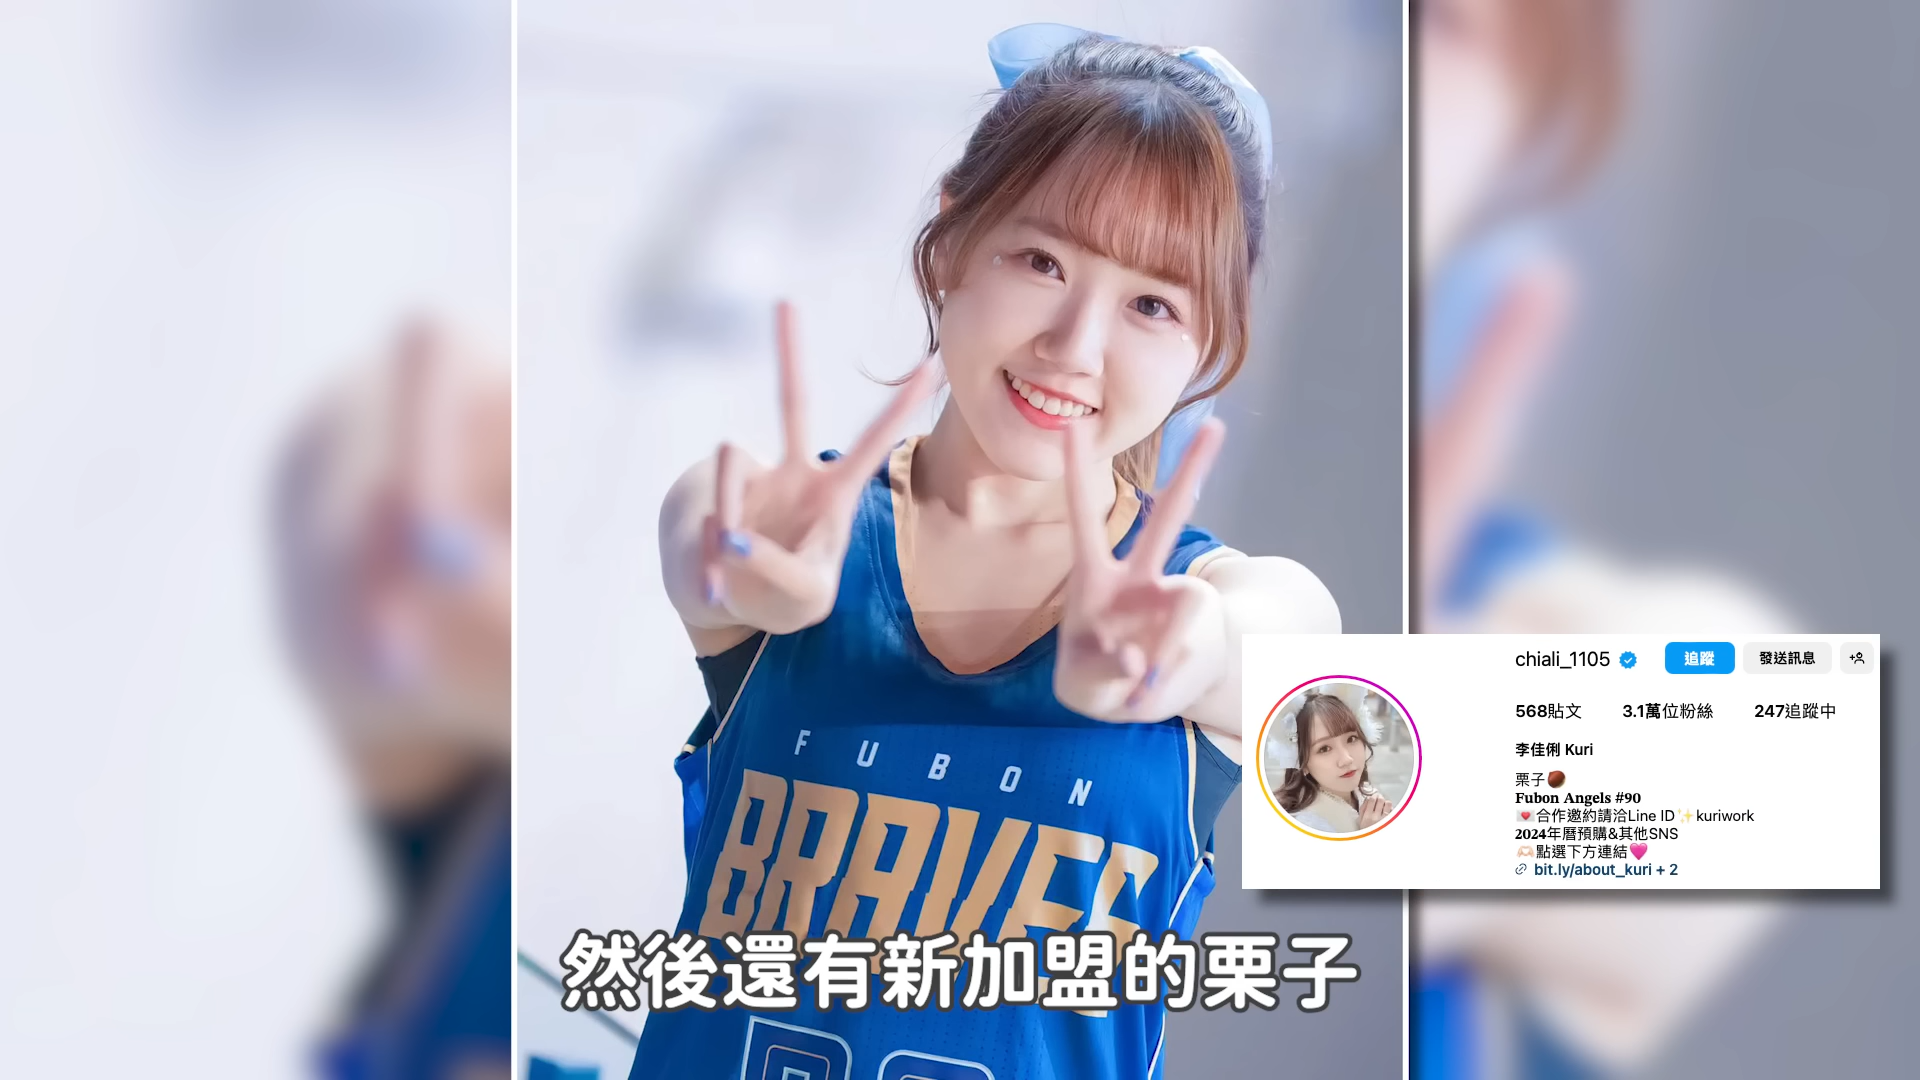 FUBON
BRAVES
chiali_1105
追蹤
發送訊息
568貼文
3.1萬位粉絲
247追蹤中
李佳俐 Kuri
栗子🌰
Fubon Angels #90
💌合作邀約請洽Line ID✨kuriwork
2024年曆預購&其他SNS
🫶🏻點選下方連結🩷
bit.ly/about_kuri + 2
然後還有新加盟的栗子